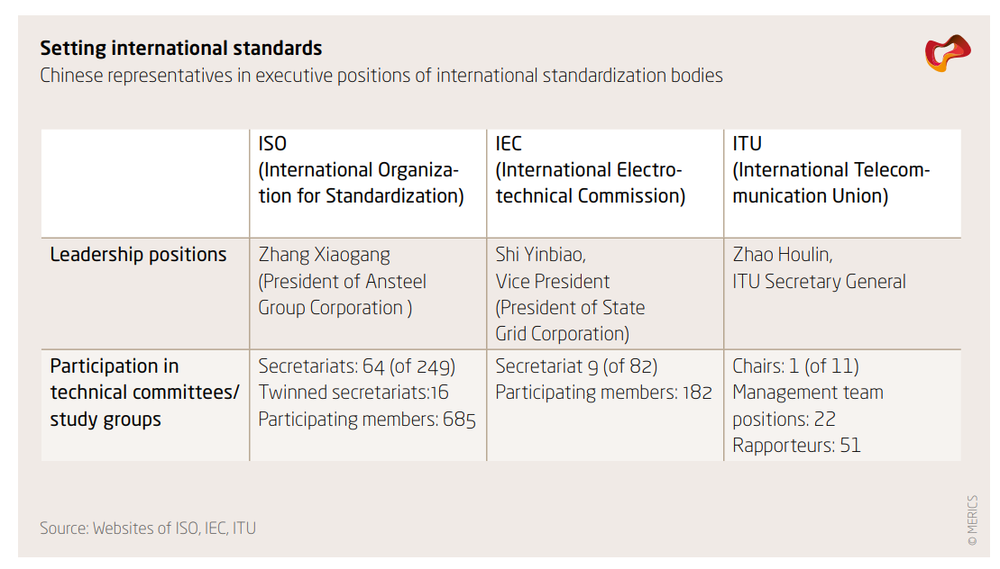 Setting international standards
Chinese representatives in executive positions of international standardization bodies
ISO
(International Organiza-
tion for Standardization)
IEC
(International Electro-
technical Commission)
ITU
(International Telecom-
munication Union)
Leadership positions
Zhang Xiaogang
(President of Ansteel
Group Corporation )
Shi Yinbiao,
Vice President
(President of State
Grid Corporation)
Zhao Houlin,
ITU Secretary General
Participation in
technical committees/
study groups
Secretariats: 64 (of 249)
Twinned secretariats:16
Participating members: 685
Secretariat 9 (of 82)
Participating members: 182
Chairs: 1 (of 11)
Management team
positions: 22
Rapporteurs: 51
Source: Websites of ISO, IEC, ITU
© MERICS